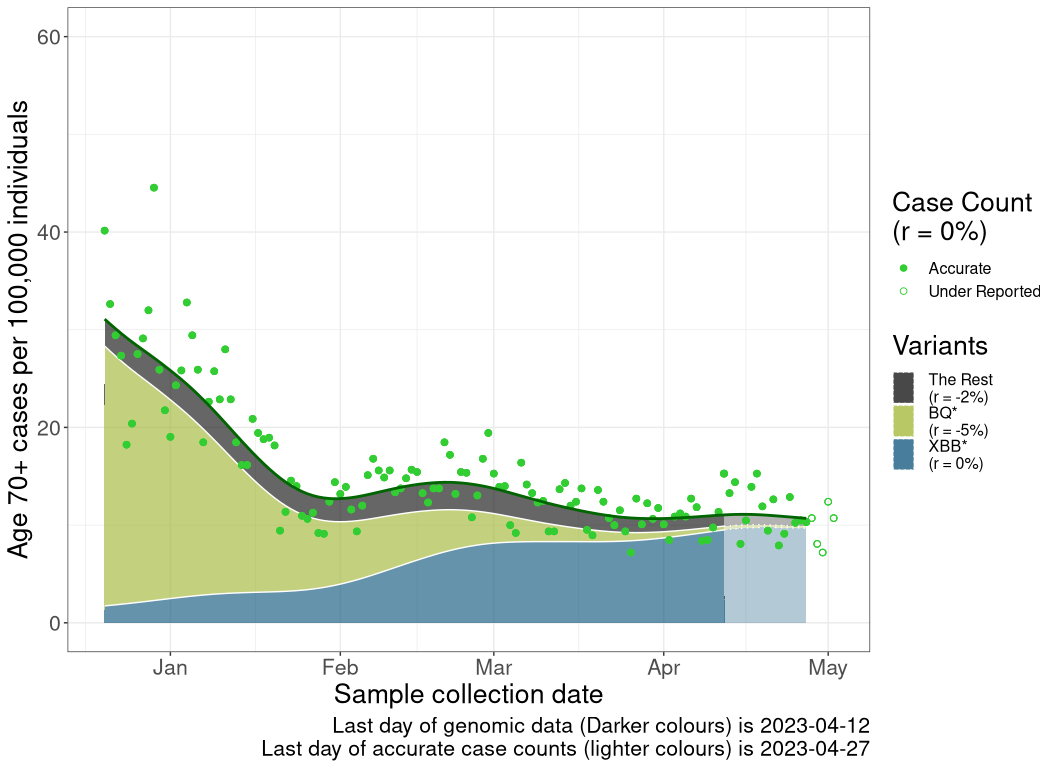 Age 70+ cases per 100,000 individuals
60
40
20
0
Jan
Feb
Mar
Apr
May
Sample collection date
Last day of genomic data (Darker colours) is 2023-04-12
Last day of accurate case counts (lighter colours) is 2023-04-27
Case Count
(r = 0%)
Accurate
Under Reported
Variants
The Rest
(r = -2%)
BQ*
(r = -5%)
XBB*
(r = 0%)